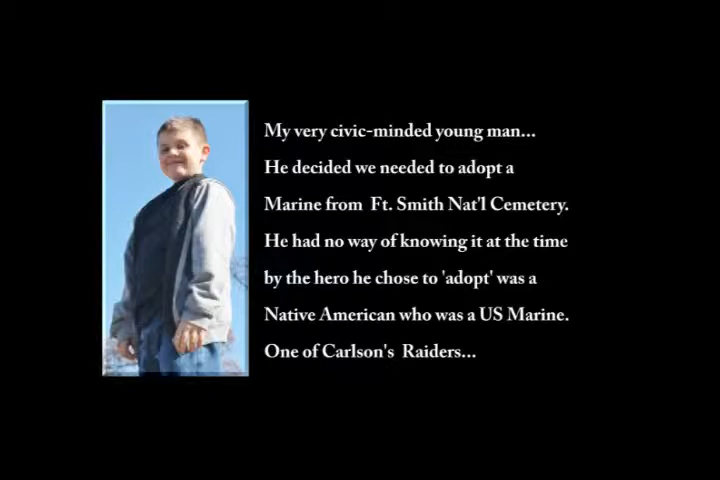 My very civic-minded young man...
He decided we needed to adopt a
Marine from Ft. Smith Nat'l Cemetery.
He had no way of knowing it at the time
by the hero he chose to 'adopt' was a
Native American who was a US Marine.
One of Carlson's Raiders...